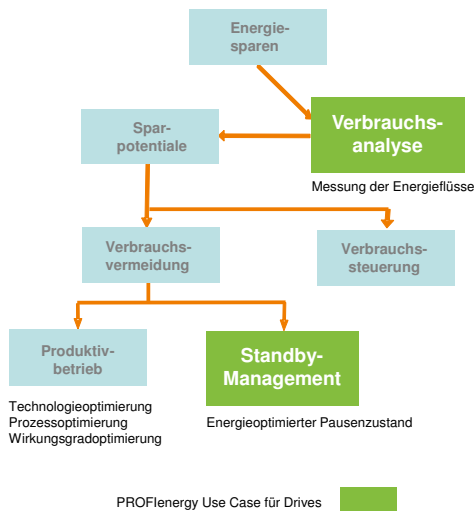 Energie-
sparen
Verbrauchs-
analyse
Spar-
potentiale
Messung der Energieflüsse
Verbrauchs-
vermeidung
Verbrauchs-
steuerung
Produktiv-
betrieb
Standby-
Management
Technologieoptimierung
Prozessoptimierung
Wirkungsgradoptimierung
Energieoptimierter Pausenzustand
PROFIenergy Use Case für Drives